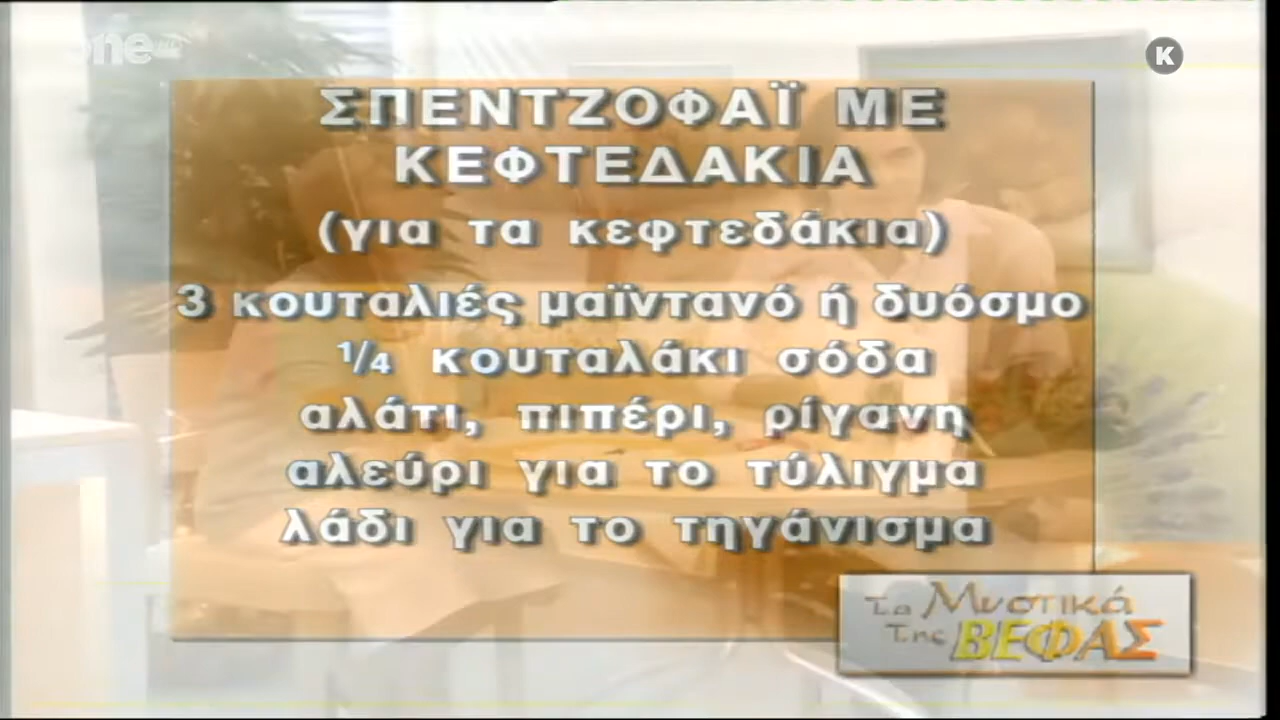 one
K
ΣΠΕΝΤΖΟΦΑΪ ΜΕ
ΚΕΦΤΕΔΑΚΙΑ
(για τα κεφτεδάκια)
3 κουταλιές μαϊντανό ή δυόσμο
¼ κουταλάκι σόδα
αλάτι, πιπέρι, ρίγανη
αλεύρι για το τύλιγμα
λάδι για το τηγάνισμα
Τα Μυστικά
Της ΒΕΦΑΣ